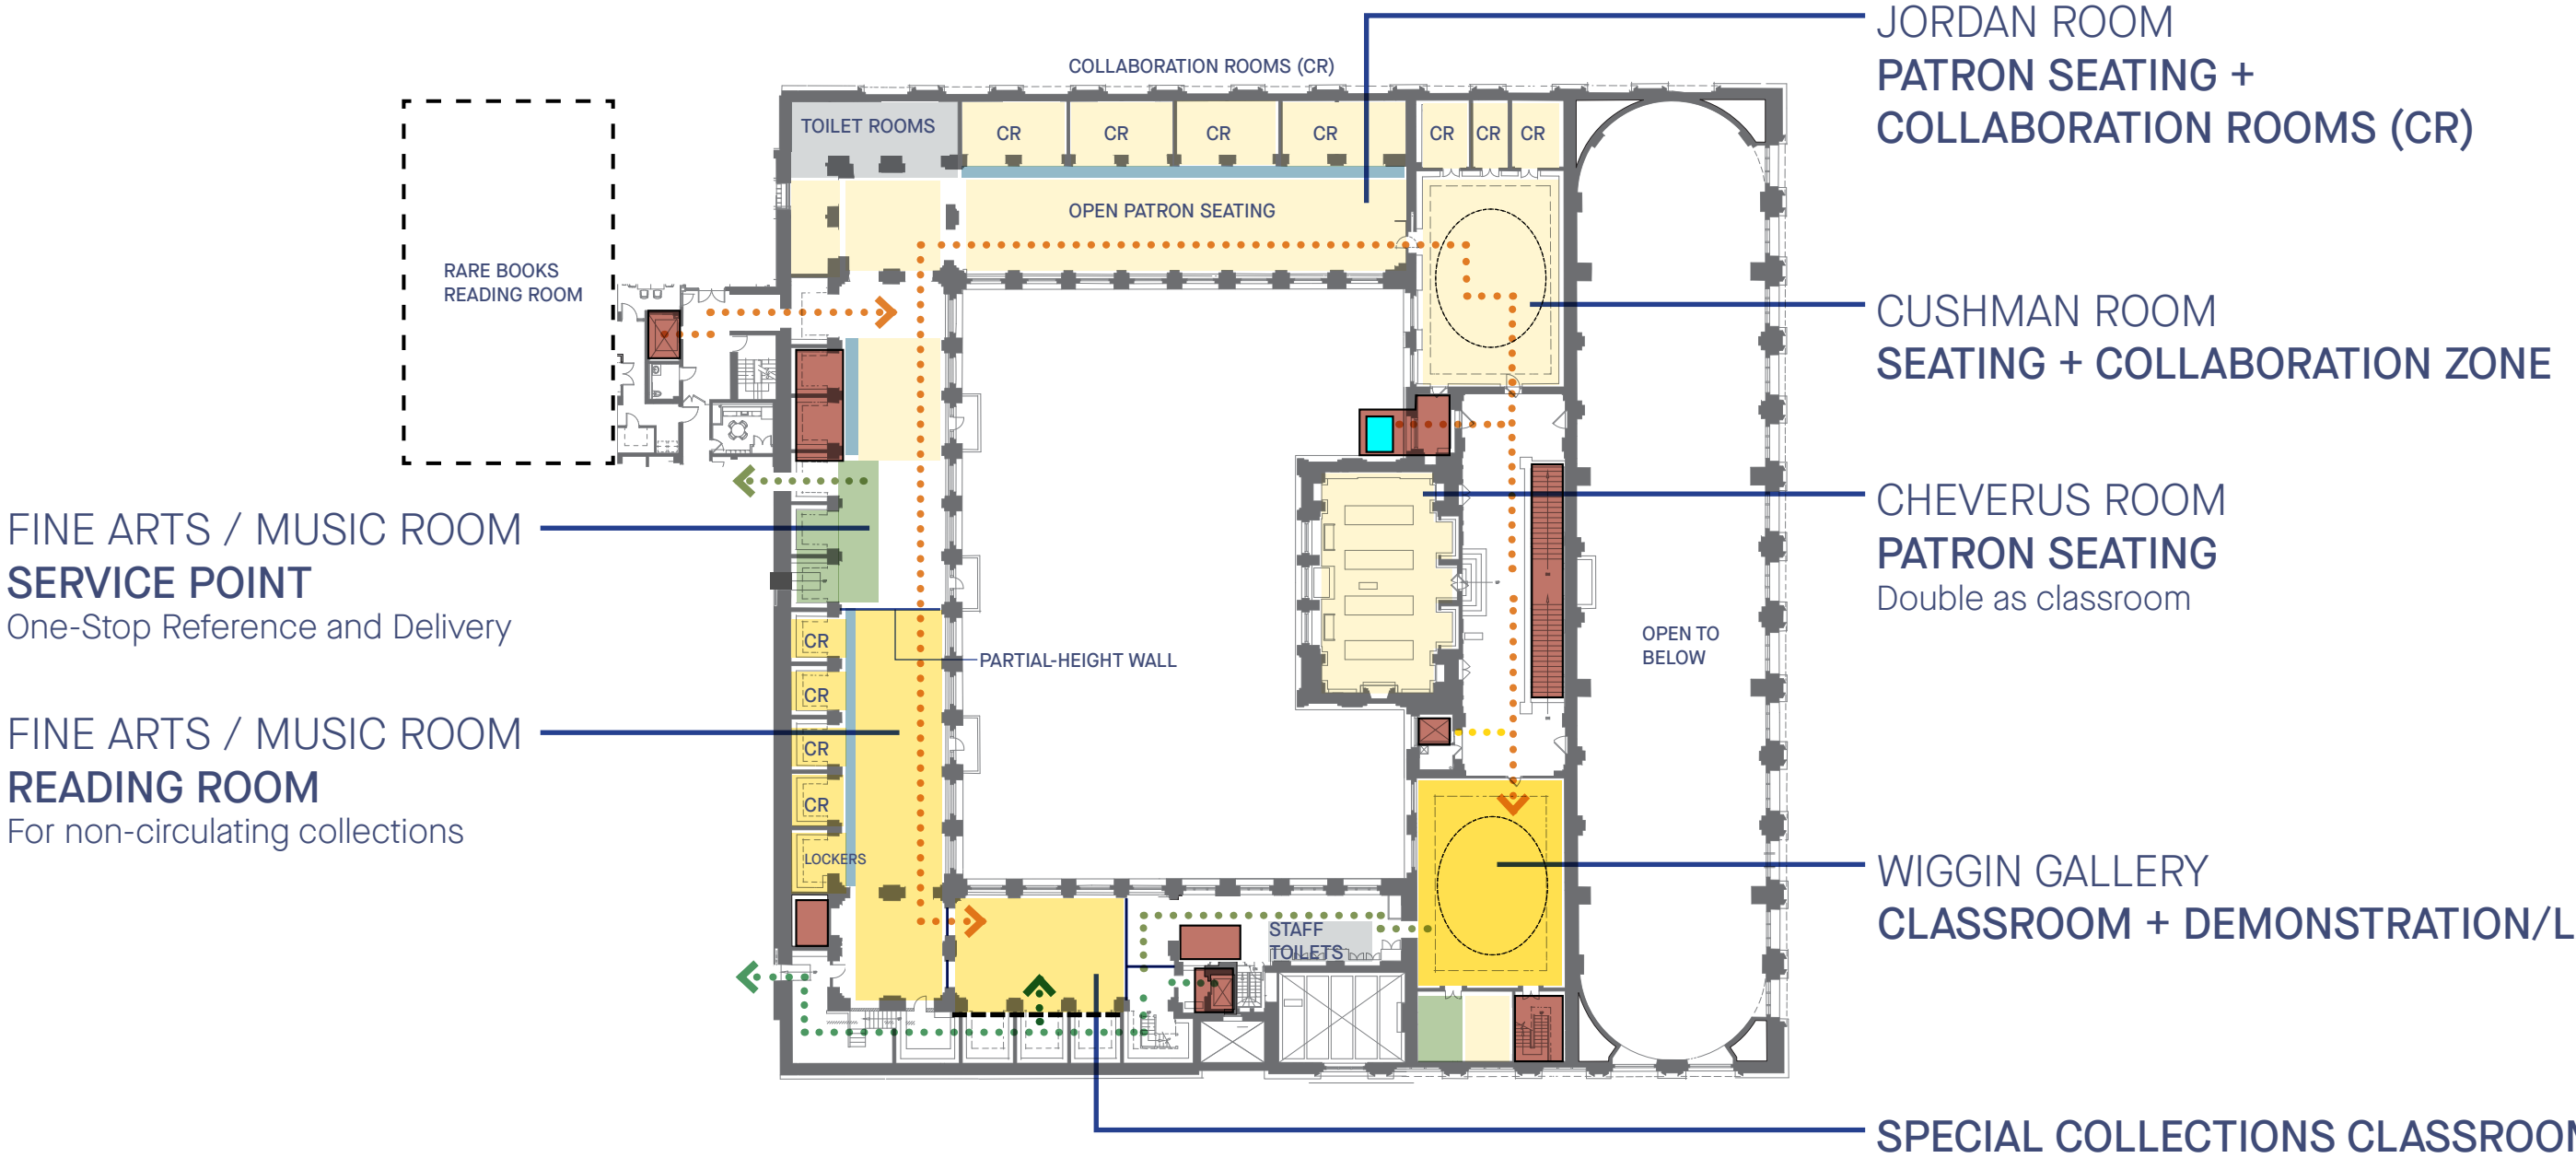 JORDAN ROOM
PATRON SEATING +
COLLABORATION ROOMS (CR)
COLLABORATION ROOMS (CR)
TOILET ROOMS
CR
CR
CR
CR
CR
CR
CR
OPEN PATRON SEATING
RARE BOOKS
READING ROOM
CUSHMAN ROOM
SEATING + COLLABORATION ZONE
CHEVERUS ROOM
PATRON SEATING
Double as classroom
FINE ARTS / MUSIC ROOM
SERVICE POINT
One-Stop Reference and Delivery
CR
CR
CR
CR
LOCKERS
PARTIAL-HEIGHT WALL
OPEN TO
BELOW
FINE ARTS / MUSIC ROOM
READING ROOM
For non-circulating collections
STAFF
TOILETS
WIGGIN GALLERY
CLASSROOM + DEMONSTRATION/L
SPECIAL COLLECTIONS CLASSROOM